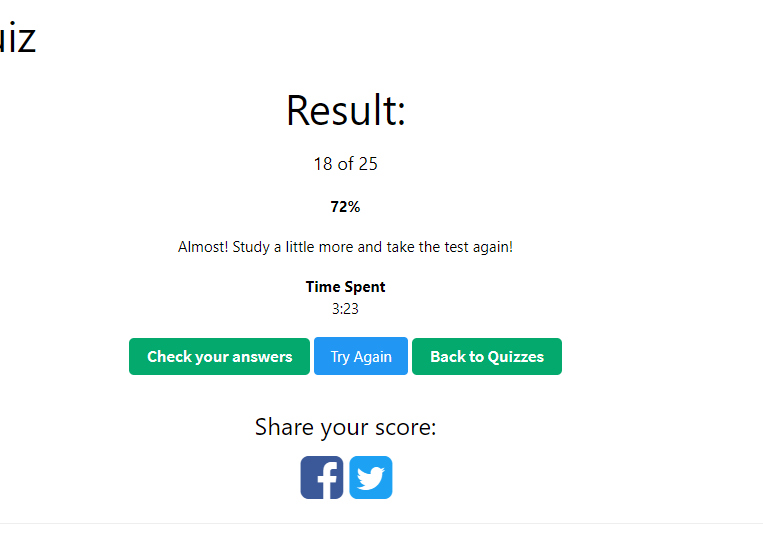 Result:
18 of 25
72%
Almost! Study a little more and take the test again!
Time Spent
3:23
Check your answers Try Again Back to Quizzes
Share your score: